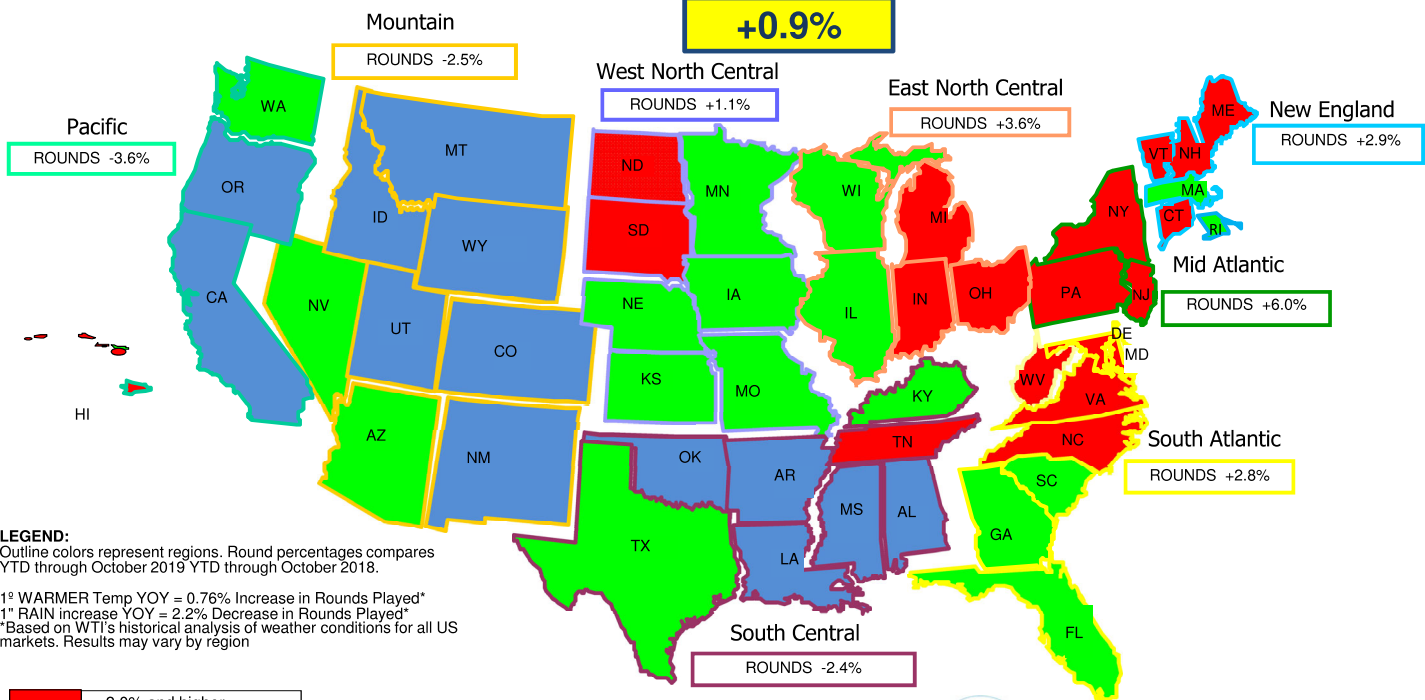 +0.9%
Mountain
ROUNDS -2.5%
West North Central
ROUNDS +1.1%
East North Central
ROUNDS +3.6%
New England
ROUNDS +2.9%
Pacific
ROUNDS -3.6%
Mid Atlantic
ROUNDS +6.0%
South Atlantic
ROUNDS +2.8%
South Central
ROUNDS -2.4%
WA
OR
CA
HI
MT
ID
WY
NV
UT
CO
AZ
NM
ND
SD
MN
NE
IA
KS
MO
WI
MI
IL
IN
OH
ME
VT
NH
MA
CT
RI
NY
PA
NJ
DE
MD
WV
VA
NC
SC
GA
FL
KY
TN
OK
AR
MS
AL
TX
LA
LEGEND:
Outline colors represent regions. Round percentages compares
YTD through October 2019 YTD through October 2018.
1º WARMER Temp YOY = 0.76% Increase in Rounds Played*
1" RAIN increase YOY = 2.2% Decrease in Rounds Played*
*Based on WTI's historical analysis of weather conditions for all US
markets. Results may vary by region
and higher